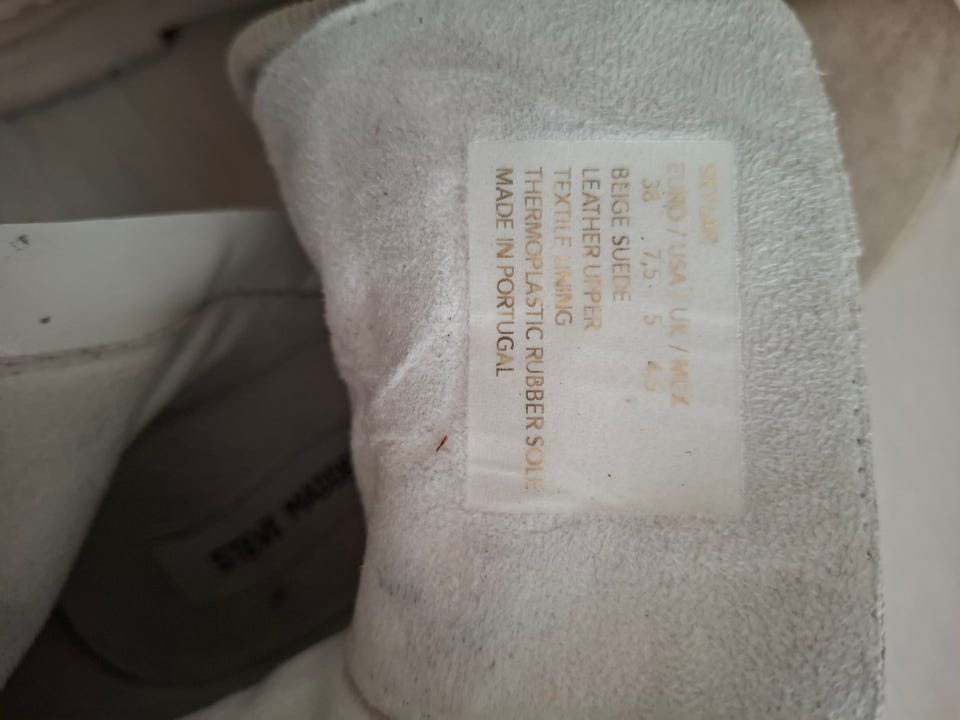 SKYLAR
EURO / USA / UK / MEX
38 7,5 5 4,5
BEIGE SUEDE
LEATHER UPPER
TEXTILE LINING
THERMOPLASTIC RUBBER SOLE
MADE IN PORTUGAL
STEVE MADDEN